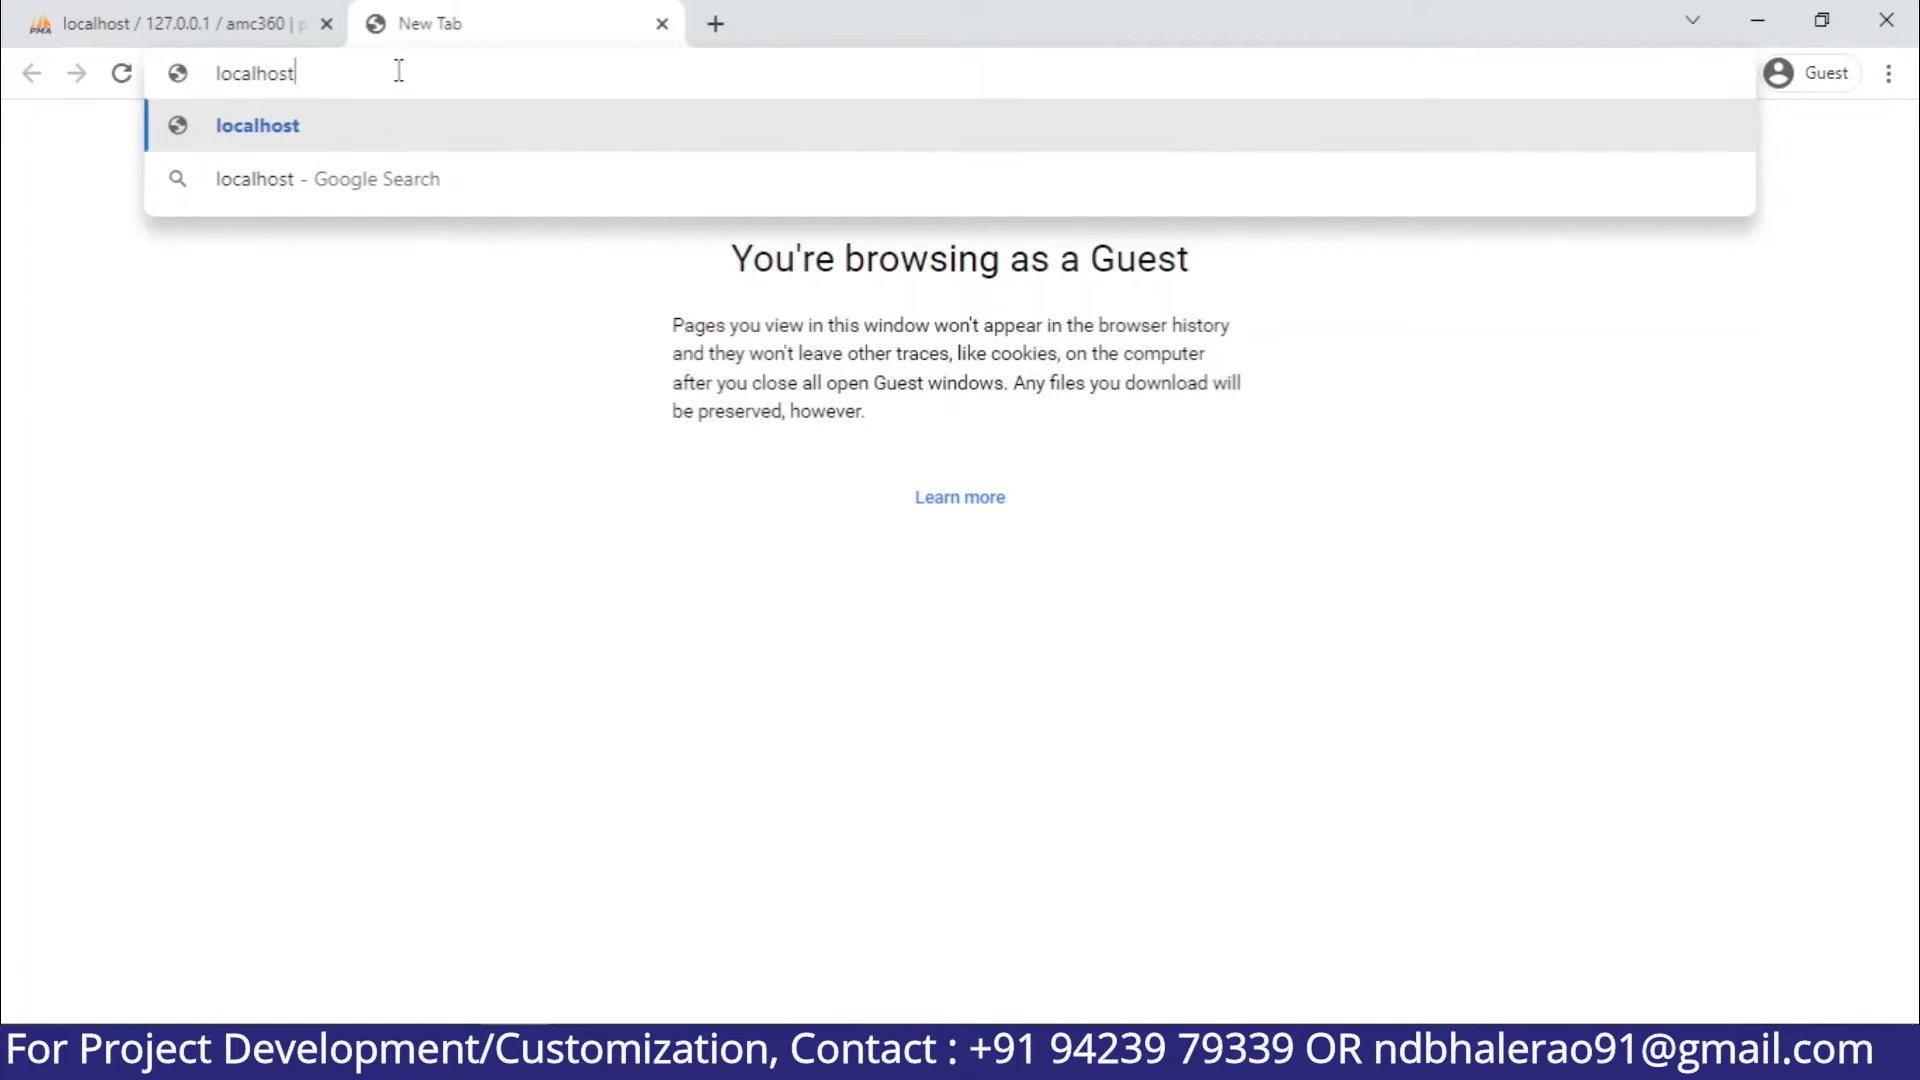 localhost / 127.0.0.1 / amc360 | p
New Tab
localhost
Guest
localhost
localhost - Google Search
You're browsing as a Guest
Pages you view in this window won't appear in the browser history
and they won't leave other traces, like cookies, on the computer
after you close all open Guest windows. Any files you download will
be preserved, however.
Learn more
For Project Development/Customization, Contact : +91 94239 79339 OR ndbhalerao91@gmail.com